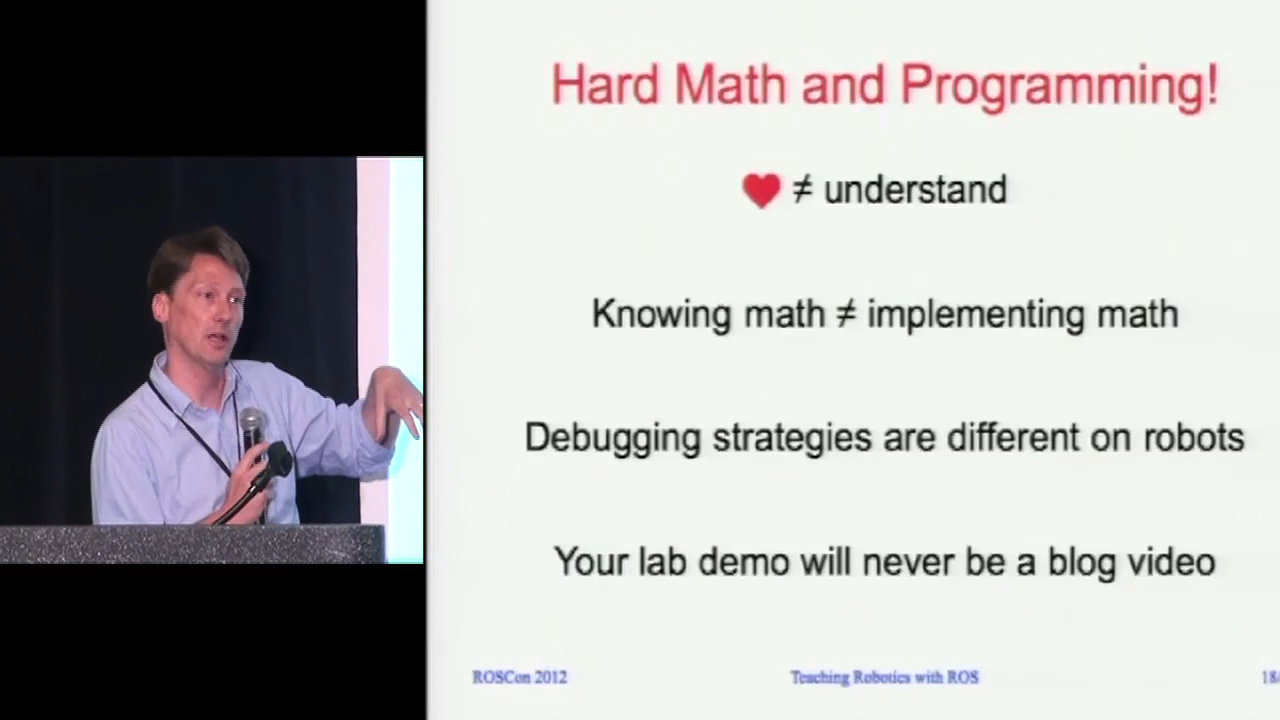 Hard Math and Programming!
♥ ≠ understand
Knowing math ≠ implementing math
Debugging strategies are different on robots
Your lab demo will never be a blog video
ROSCon 2012
Teaching Robotics with ROS
18